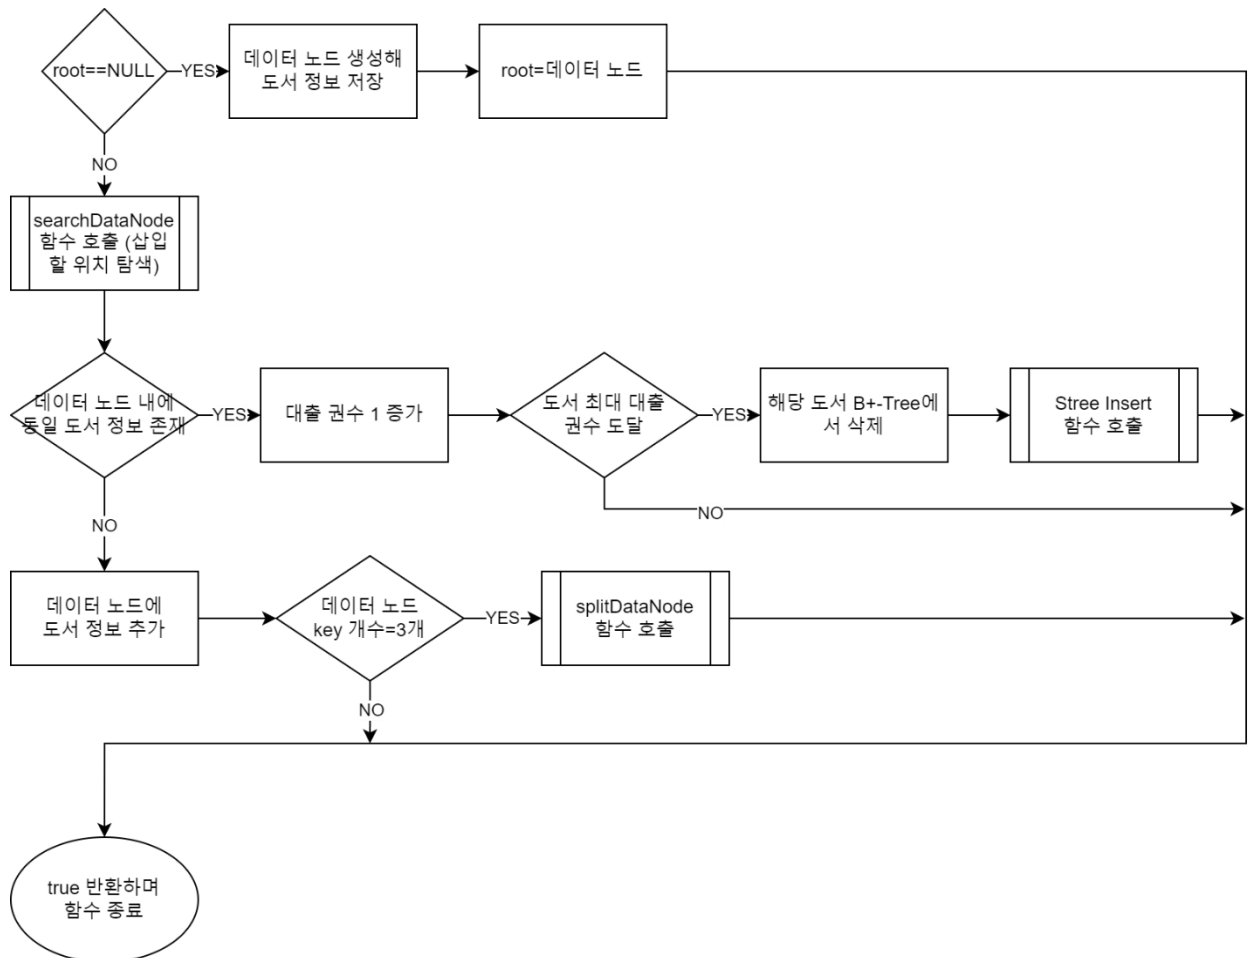 root==NULL
YES
데이터 노드 생성해
도서 정보 저장
root=데이터 노드
NO
searchDataNode
함수 호출 (삽입
할 위치 탐색)
데이터 노드 내에
동일 도서 정보 존재
YES
대출 권수 1 증가
도서 최대 대출
권수 도달
YES
해당 도서 B+-Tree에
서 삭제
Stree Insert
함수 호출
NO
NO
데이터 노드에
도서 정보 추가
데이터 노드
key 개수=3개
YES
splitDataNode
함수 호출
NO
true 반환하며
함수 종료